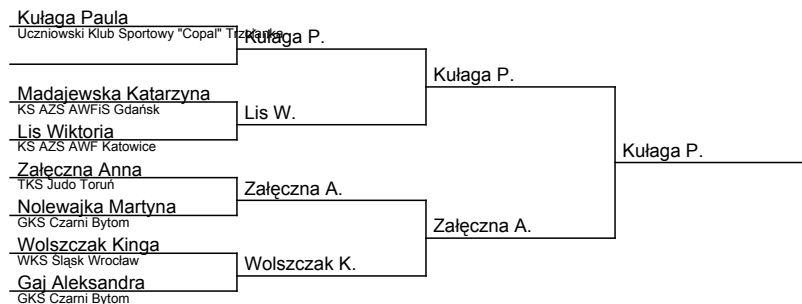 Kułaga Paula
Uczniowski Klub Sportowy "Copal" Trzcianka
Kułaga P.
Kułaga P.
Madajewska Katarzyna
KS AZS AWFiS Gdańsk
Lis W.
Lis Wiktoria
KS AZS AWF Katowice
Kułaga P.
Załęczna Anna
TKS Judo Toruń
Załęczna A.
Nolewajka Martyna
GKS Czarni Bytom
Załęczna A.
Wolszczak Kinga
WKS Śląsk Wrocław
Wolszczak K.
Gaj Aleksandra
GKS Czarni Bytom